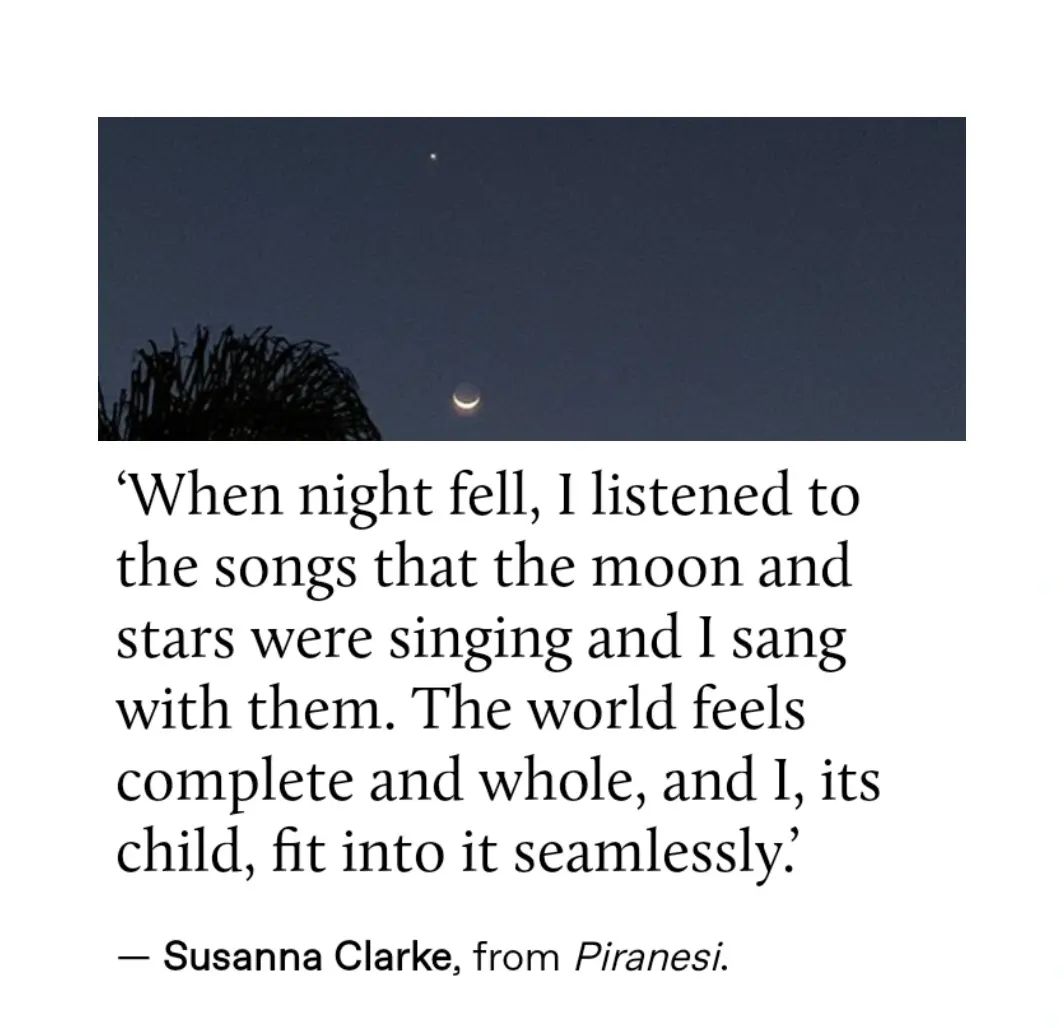 ‘When night fell, I listened to
the songs that the moon and
stars were singing and I sang
with them. The world feels
complete and whole, and I, its
child, fit into it seamlessly.’
— Susanna Clarke, from Piranesi.